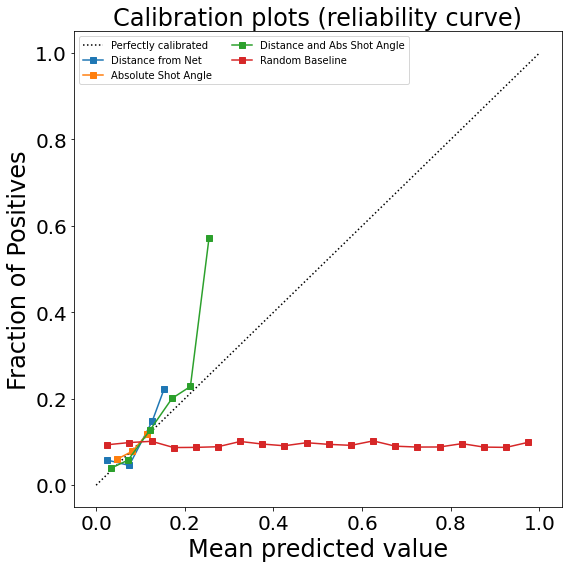 Calibration plots (reliability curve)
Perfectly calibrated
Distance from Net
Absolute Shot Angle
Distance and Abs Shot Angle
Random Baseline
Fraction of Positives
1.0
0.8
0.6
0.4
0.2
0.0
0.0 0.2 0.4 0.6 0.8 1.0
Mean predicted value